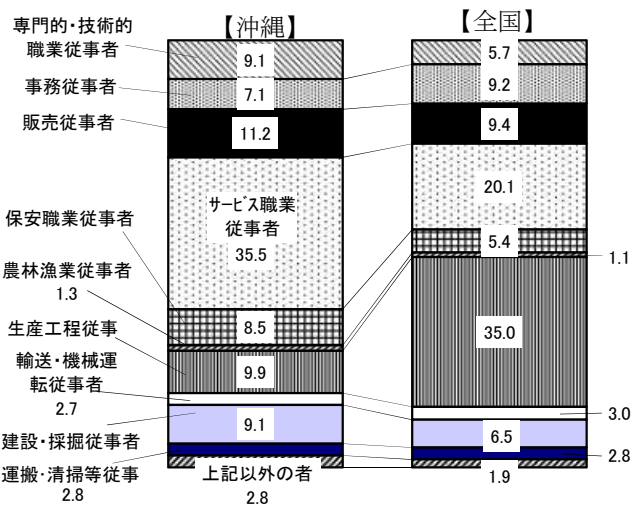 【沖縄】
【全国】
専門的・技術的
職業従事者
9.1
5.7
事務従事者
7.1
9.2
販売従事者
11.2
9.4
サービス職業
従事者
35.5
20.1
保安職業従事者
8.5
5.4
農林漁業従事者
1.3
1.1
生産工程従事
9.9
35.0
輸送・機械運
転従事者
2.7
3.0
建設・採掘従事者
9.1
6.5
運搬・清掃等従事
2.8
2.8
上記以外の者
2.8
1.9